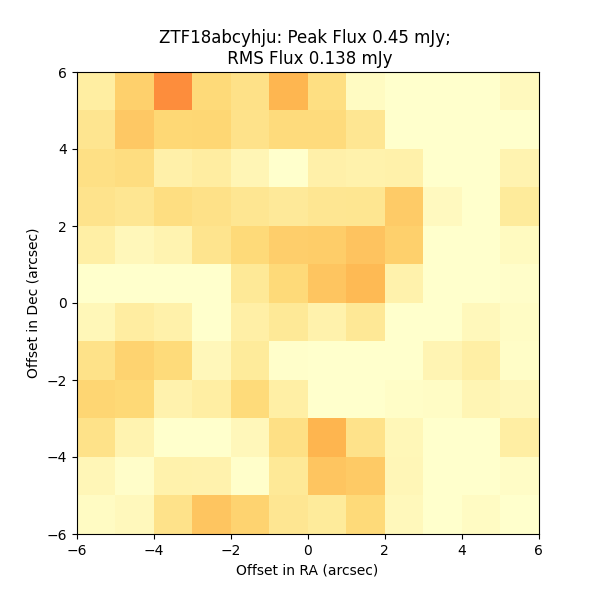 ZTF18abcyhju: Peak Flux 0.45 mJy;
RMS Flux 0.138 mJy
6
4
2
0
−2
−4
−6
Offset in Dec (arcsec)
−6 −4 −2 0 2 4 6
Offset in RA (arcsec)